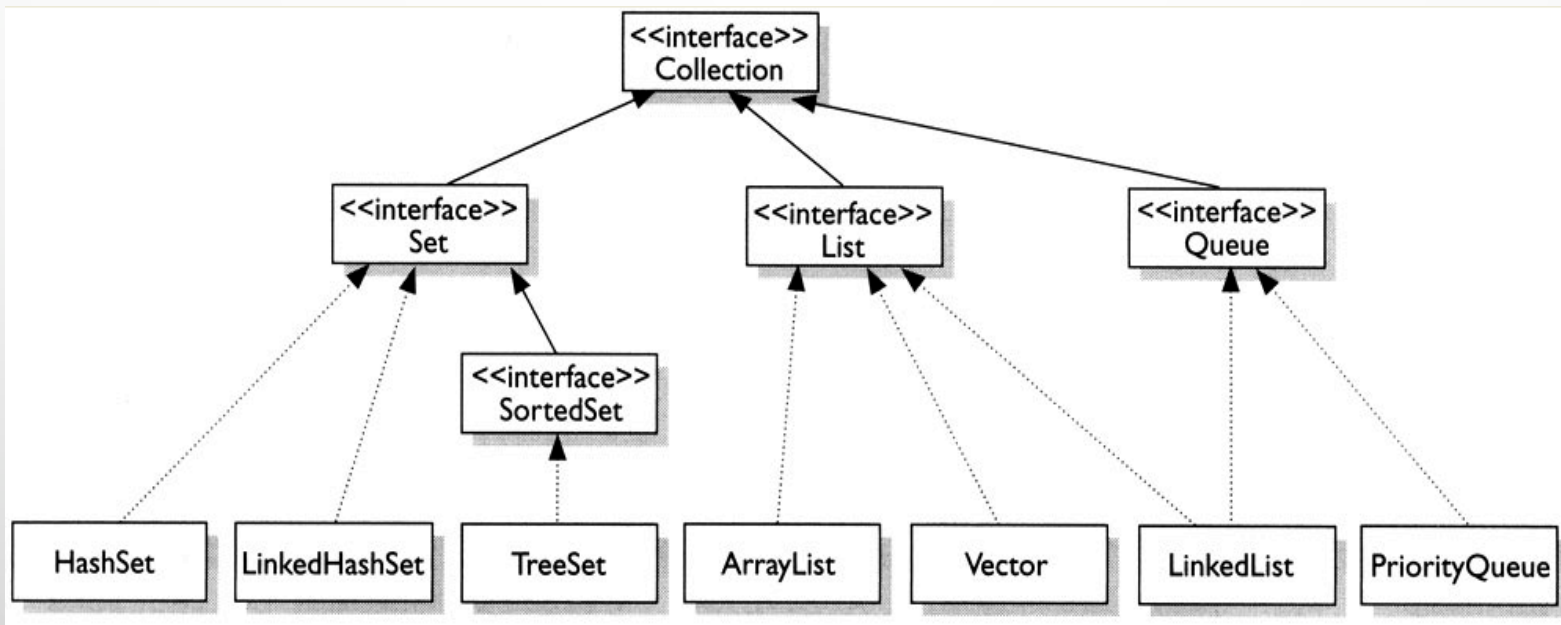 <<interface>>
Collection
<<interface>>
Set
<<interface>>
List
<<interface>>
Queue
<<interface>>
SortedSet
HashSet
LinkedHashSet
TreeSet
ArrayList
Vector
LinkedList
PriorityQueue